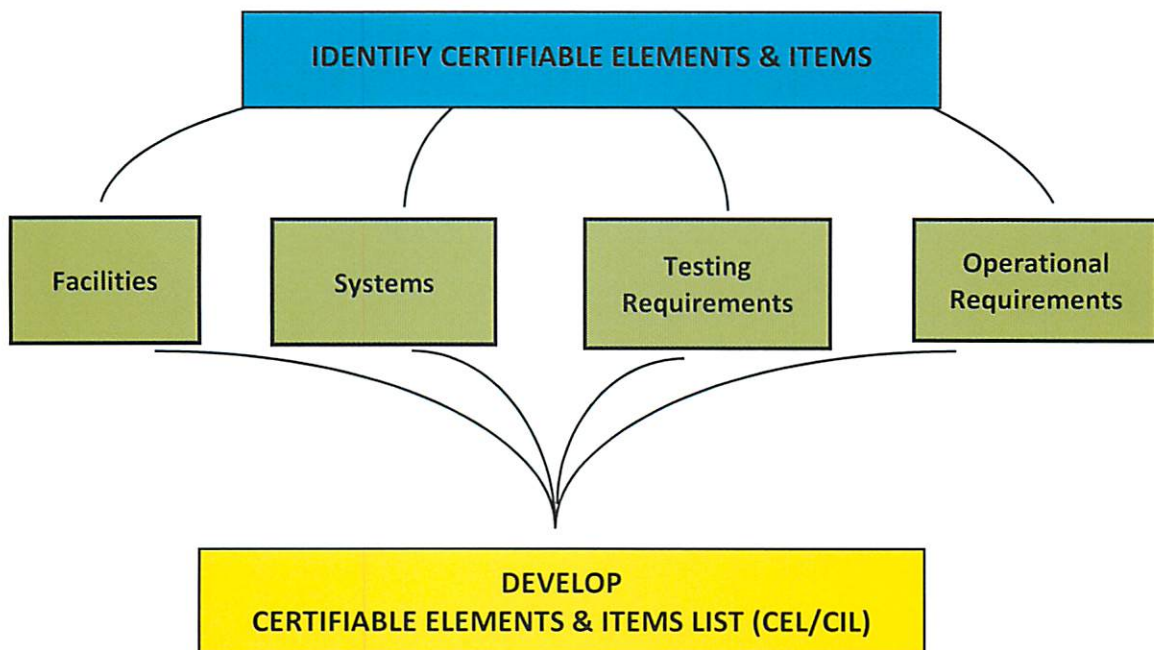 IDENTIFY CERTIFIABLE ELEMENTS & ITEMS
Facilities
Systems
Testing
Requirements
Operational
Requirements
DEVELOP
CERTIFIABLE ELEMENTS & ITEMS LIST (CEL/CIL)